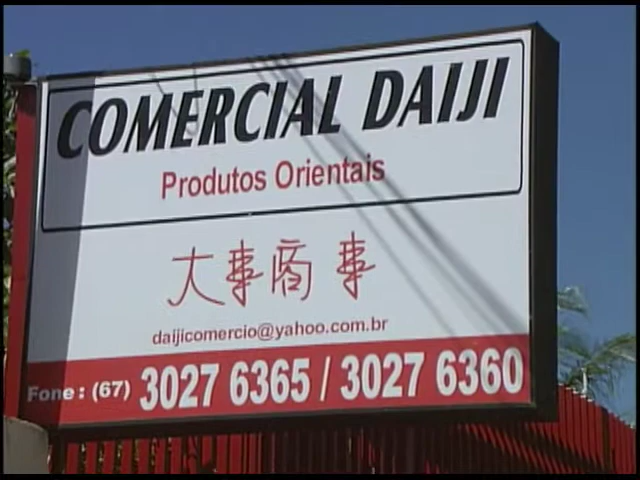 COMERCIAL DAIJI
Produtos Orientais
大事商事
daijicomercio@yahoo.com.br
Fone: (67) 3027 6365 / 3027 6360